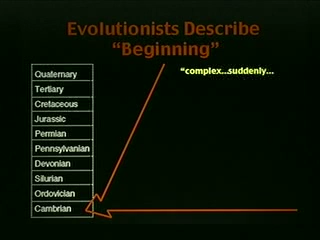 Evolutionists Describe
“Beginning”
“complex...suddenly...
Quaternary
Tertiary
Cretaceous
Jurassic
Permian
Pennsylvanian
Devonian
Silurian
Ordovician
Cambrian